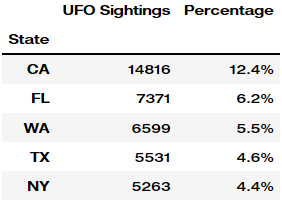 UFO Sightings Percentage
State
CA 14816 12.4%
FL 7371 6.2%
WA 6599 5.5%
TX 5531 4.6%
NY 5263 4.4%